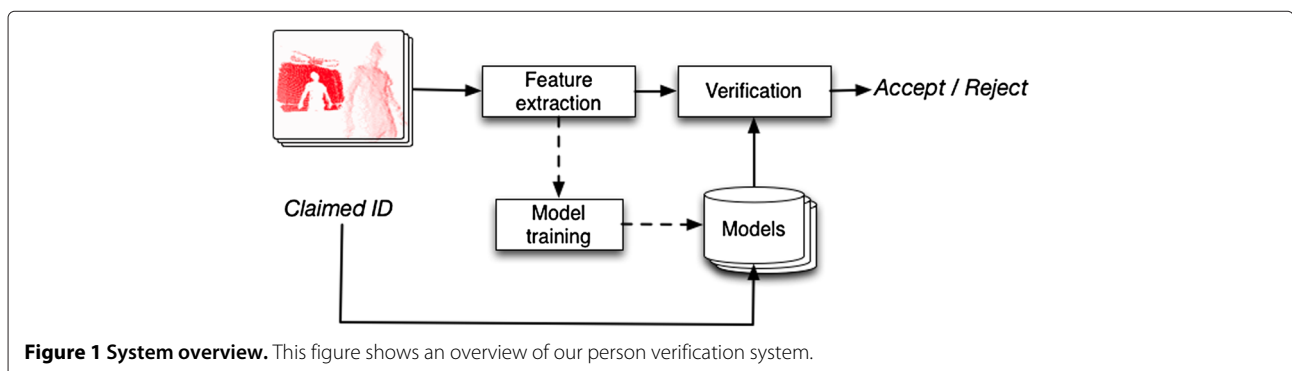 Feature
extraction
Verification
Accept / Reject
Claimed ID
Model
training
Models
Figure 1 System overview. This figure shows an overview of our person verification system.